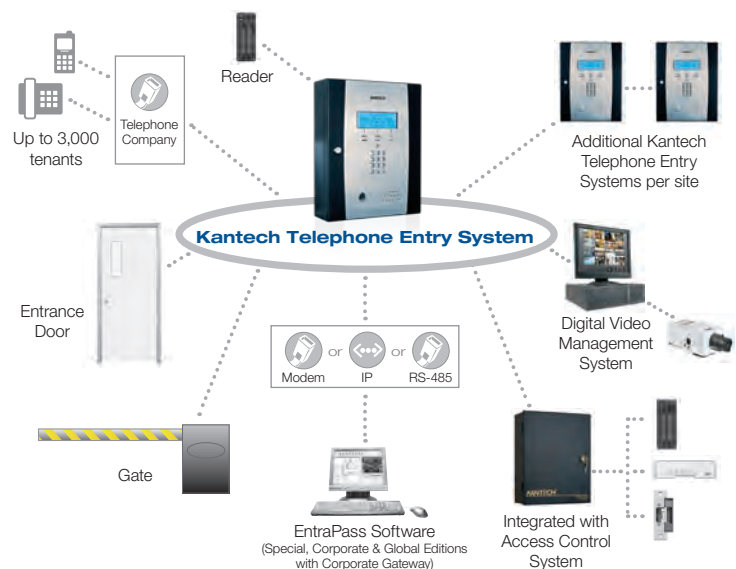 Reader
Telephone
Company
Up to 3,000
tenants
Additional Kantech
Telephone Entry
Systems per site
Kantech Telephone Entry System
Entrance
Door
Digital Video
Management
System
or
or
Modem
IP
RS-485
Gate
KANTECH
EntraPass Software
(Special, Corporate & Global Editions
with Corporate Gateway)
Integrated with
Access Control
System